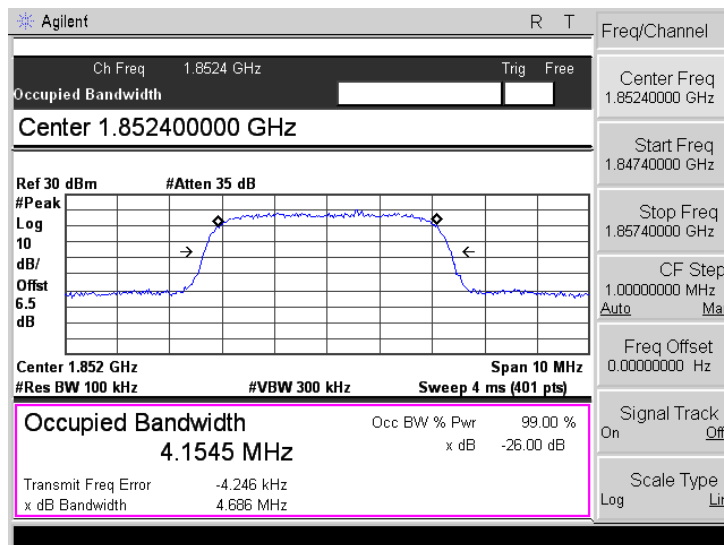 Agilent R T
Ch Freq 1.8524 GHz Trig Free
Occupied Bandwidth
Center 1.852400000 GHz
Ref 30 dBm #Atten 35 dB
#Peak
Log
10
dB/
Offst
6.5
dB
Center 1.852 GHz Span 10 MHz
#Res BW 100 kHz #VBW 300 kHz Sweep 4 ms (401 pts)
Occupied Bandwidth
4.1545 MHz
Occ BW % Pwr 99.00 %
x dB -26.00 dB
Transmit Freq Error -4.246 kHz
x dB Bandwidth 4.686 MHz
Freq/Channel
Center Freq
1.85240000 GHz
Start Freq
1.84740000 GHz
Stop Freq
1.85740000 GHz
CF Step
1.00000000 MHz
Auto Ma
Freq Offset
0.00000000 Hz
Signal Track
On Off
Scale Type
Log Lin